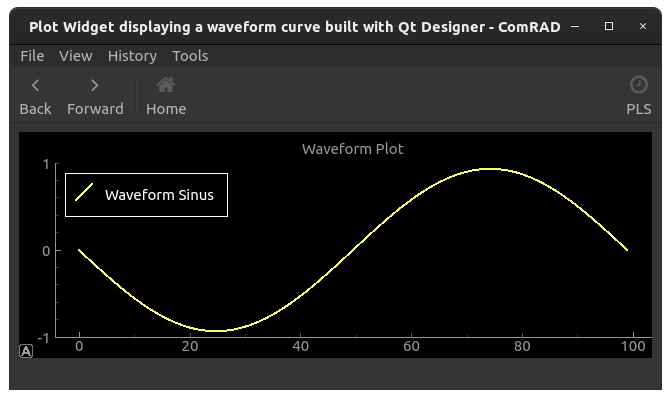 Plot Widget displaying a waveform curve built with Qt Designer - ComRAD
File View History Tools
Back Forward Home PLS
Waveform Plot
1
Waveform Sinus
0
-1
A 0 20 40 60 80 100